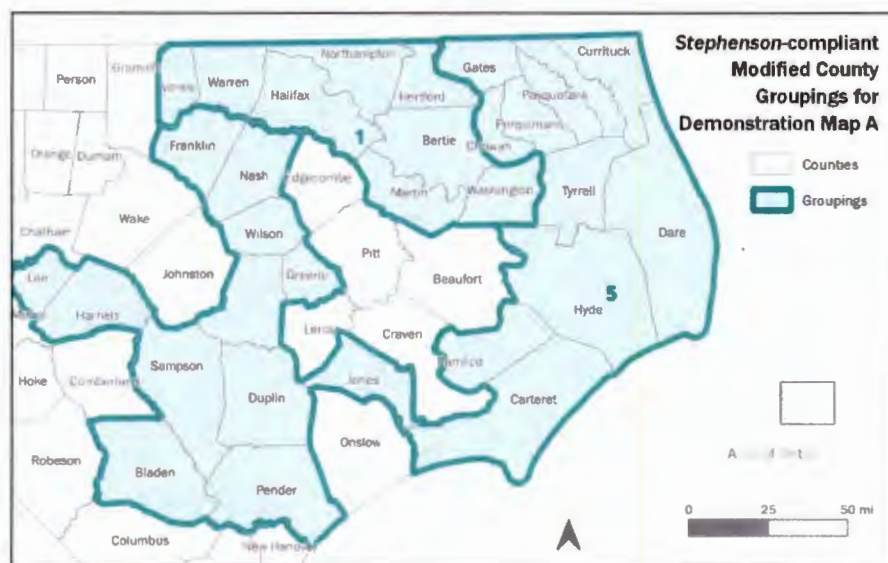 Stephenson-compliant
Modified County
Groupings for
Demonstration Map A
Counties
Groupings
Person
Warren
Halifax
Northampton
Hertford
Gates
Currituck
Pasquotank
Perquimans
Chowan
Orange
Durham
Franklin
Nash
Edgecombe
1
Bertie
Martin
Washington
Tyrrell
Dare
Chatham
Wake
Wilson
Pitt
Beaufort
Hyde
5
Lee
Johnston
Harnett
Craven
Pamlico
Hoke
Cumberland
Sampson
Duplin
Jones
Carteret
Onslow
Robeson
Bladen
Pender
Columbus
New Hanover
0 25 50 mi